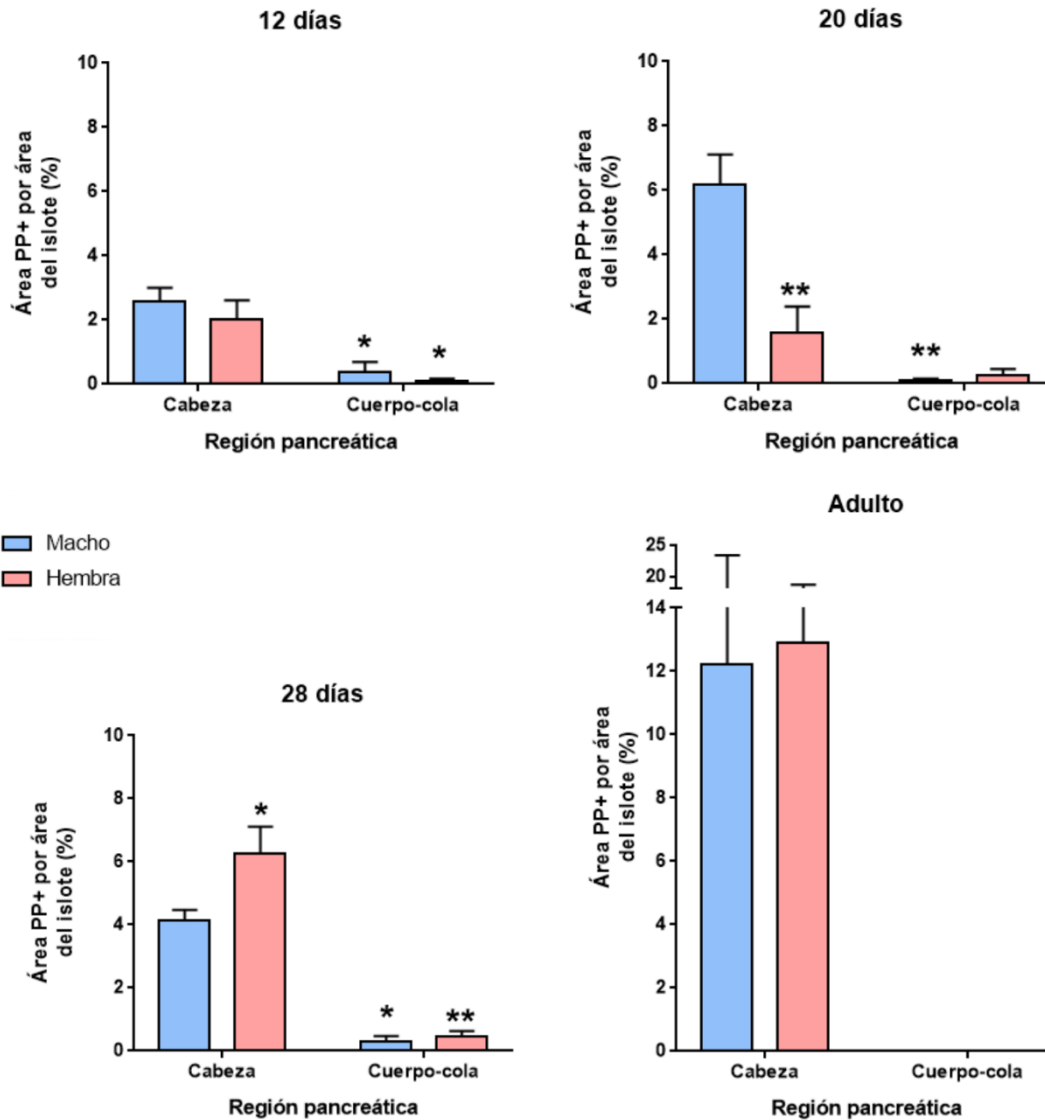 12 días
Área PP+ por área
del islote (%)
10
8
6
4
2
0
*
*
Cabeza
Cuerpo-cola
Región pancreática
20 días
Área PP+ por área
del islote (%)
10
8
6
4
2
0
**
**
Cabeza
Cuerpo-cola
Región pancreática
Macho
Hembra
28 días
Área PP+ por área
del islote (%)
10
8
6
4
2
0
*
*
**
Cabeza
Cuerpo-cola
Región pancreática
Adulto
Área PP+ por área
del islote (%)
25
20
14
12
10
8
6
4
2
0
Cabeza
Cuerpo-cola
Región pancreática